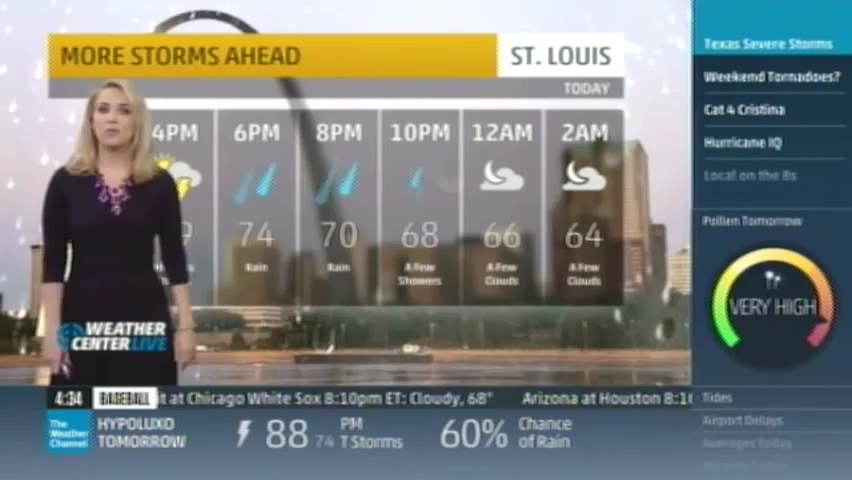 MORE STORMS AHEAD
ST. LOUIS
TODAY
4PM 6PM 8PM 10PM 12AM 2AM
74 70 68 66 64
Rain Rain A Few Showers A Few Clouds A Few Clouds
WEATHER
CENTER LIVE
4:34 BASEBALL at Chicago White Sox 8:10pm ET: Cloudy, 68° Arizona at Houston 8:1
The Weather Channel
HYPOLUXO
TOMORROW
88 74 PM T Storms
60% Chance of Rain
Texas Severe Storms
Weekend Tornadoes?
Cat 4 Cristina
Hurricane IQ
Local on the 8s
Pollen Tomorrow
VERY HIGH
Tides
Airport Delays
Averages Today